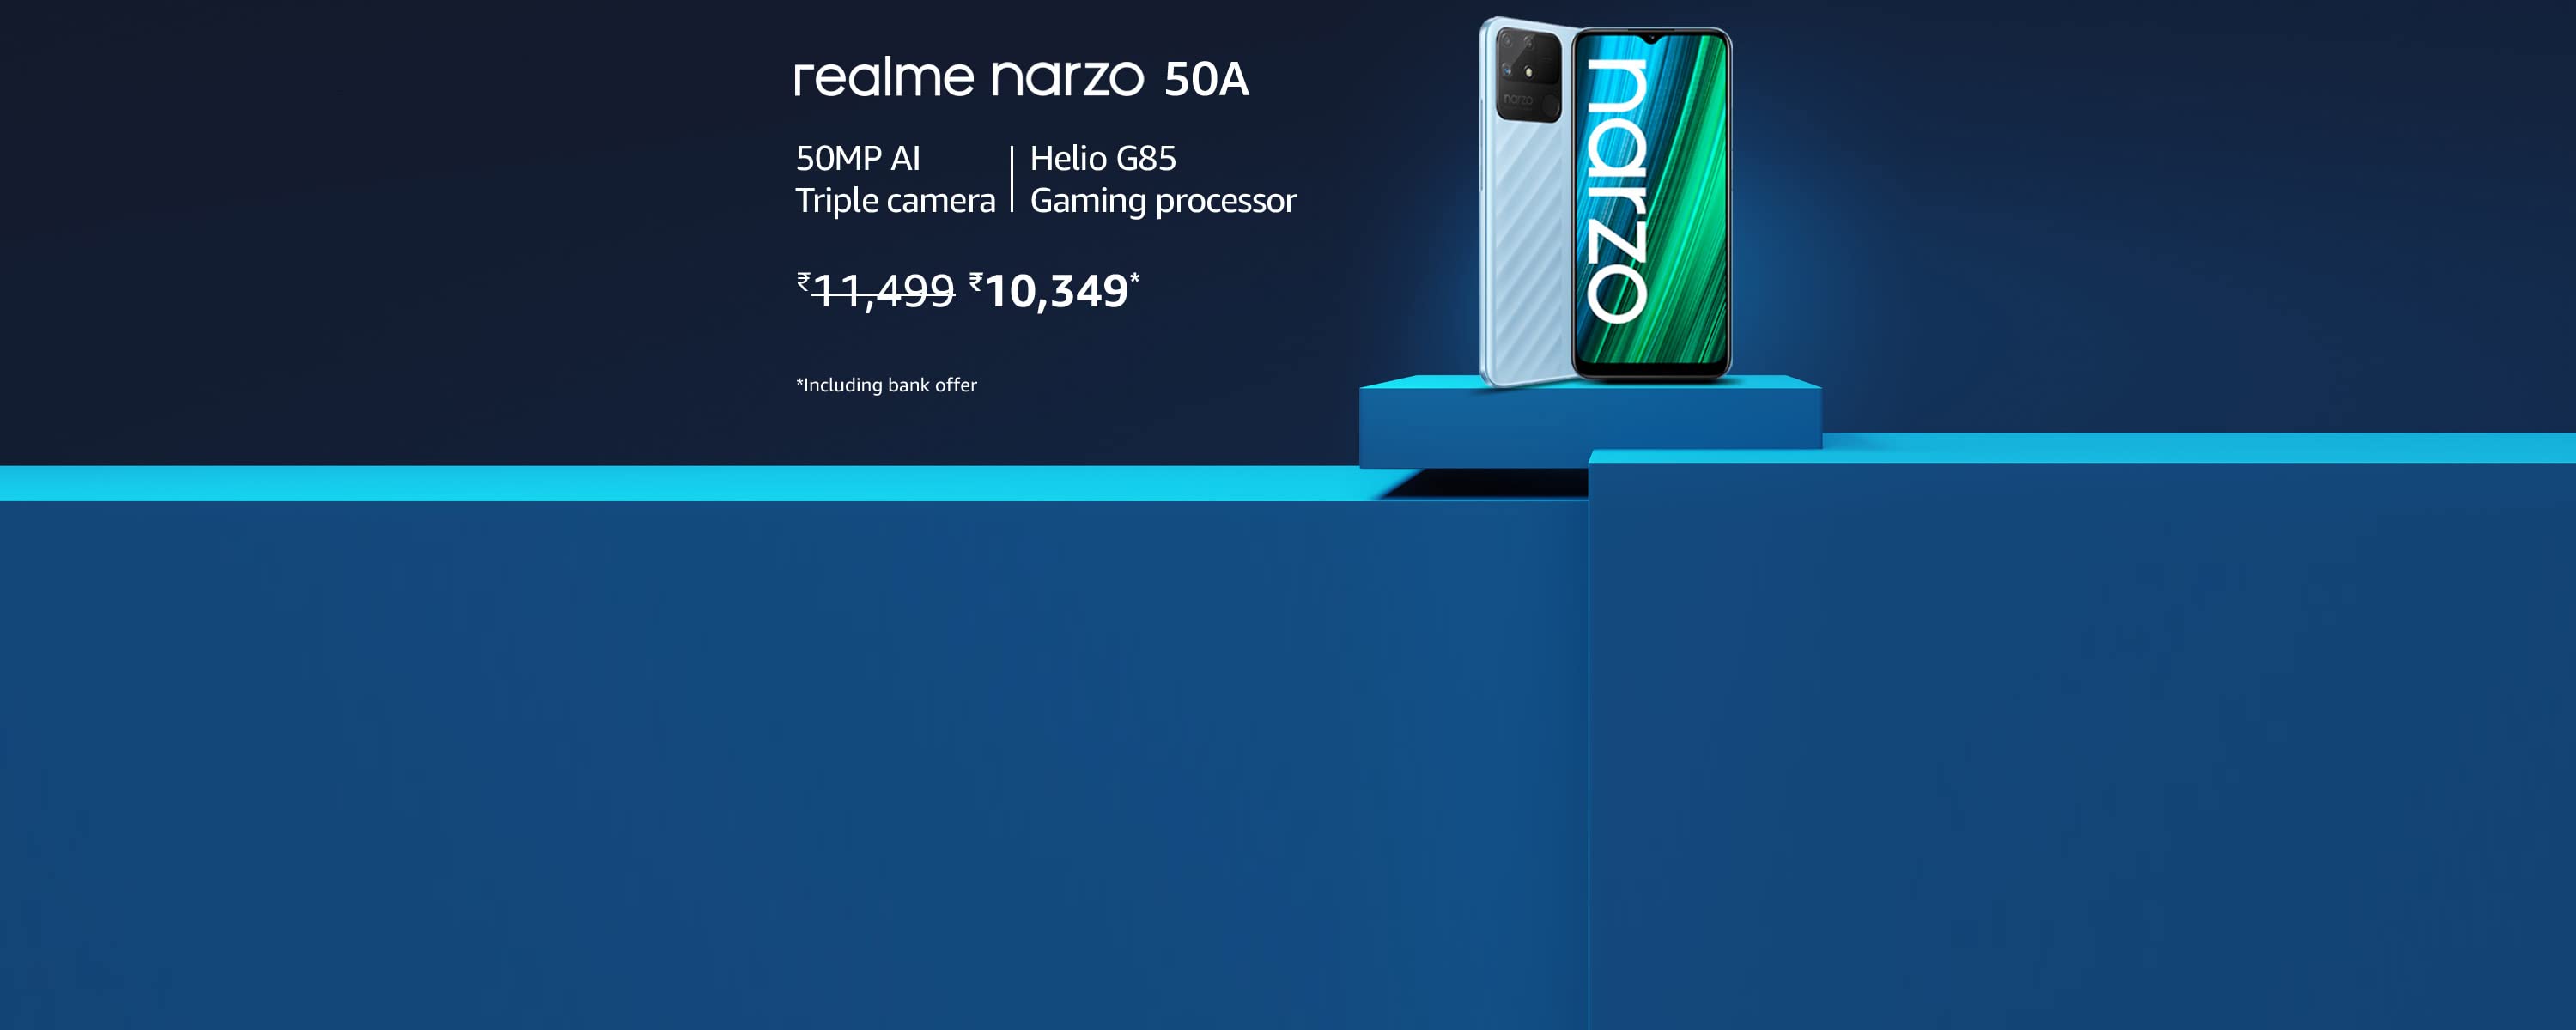 realme narzo 50A
50MP AI
Triple camera
Helio G85
Gaming processor
₹11,499 ₹10,349*
*Including bank offer
narzo
narzo